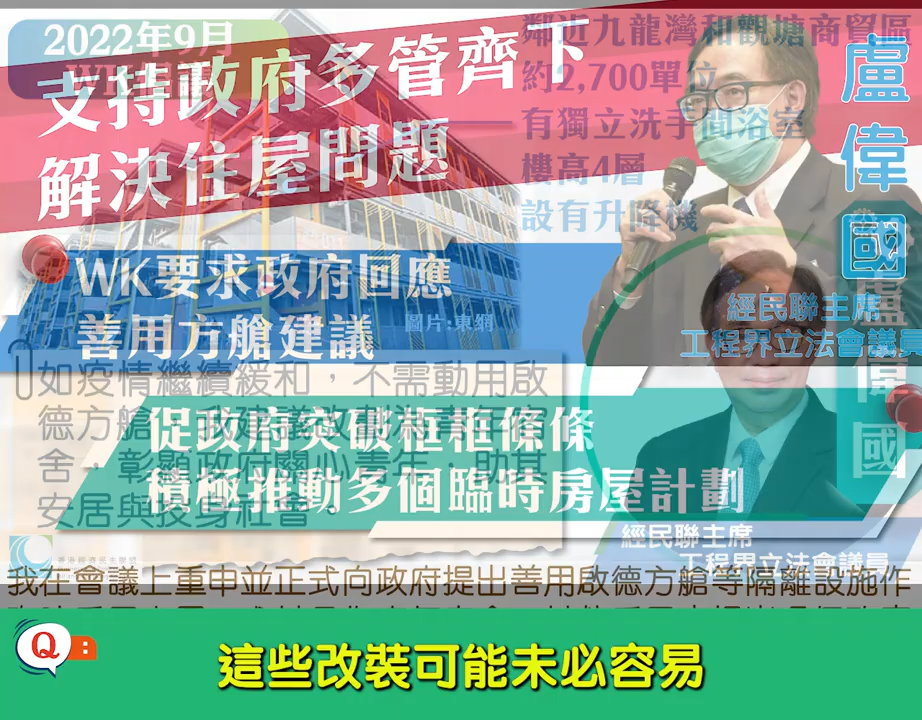 2022年9月
支持政府多管齊下
解決住屋問題
鄰近九龍灣和觀塘商貿區
約2,700單位
有獨立洗手間浴室
樓高4層
設有升降機
盧偉國
經民聯主席
工程界立法會議員
WK要求政府回應
善用方艙建議
圖片:東網
如疫情繼續緩和，不需動用啟
德方艙，
舍，彰顯政府關心青年，助其
安居與投身社會。
促政府突破框框條條
積極推動多個臨時房屋計劃
盧偉國
經民聯主席
工程界立法會議員
我在會議上重申並正式向政府提出善用啟德方艙等隔離設施作
Q:
這些改裝可能未必容易